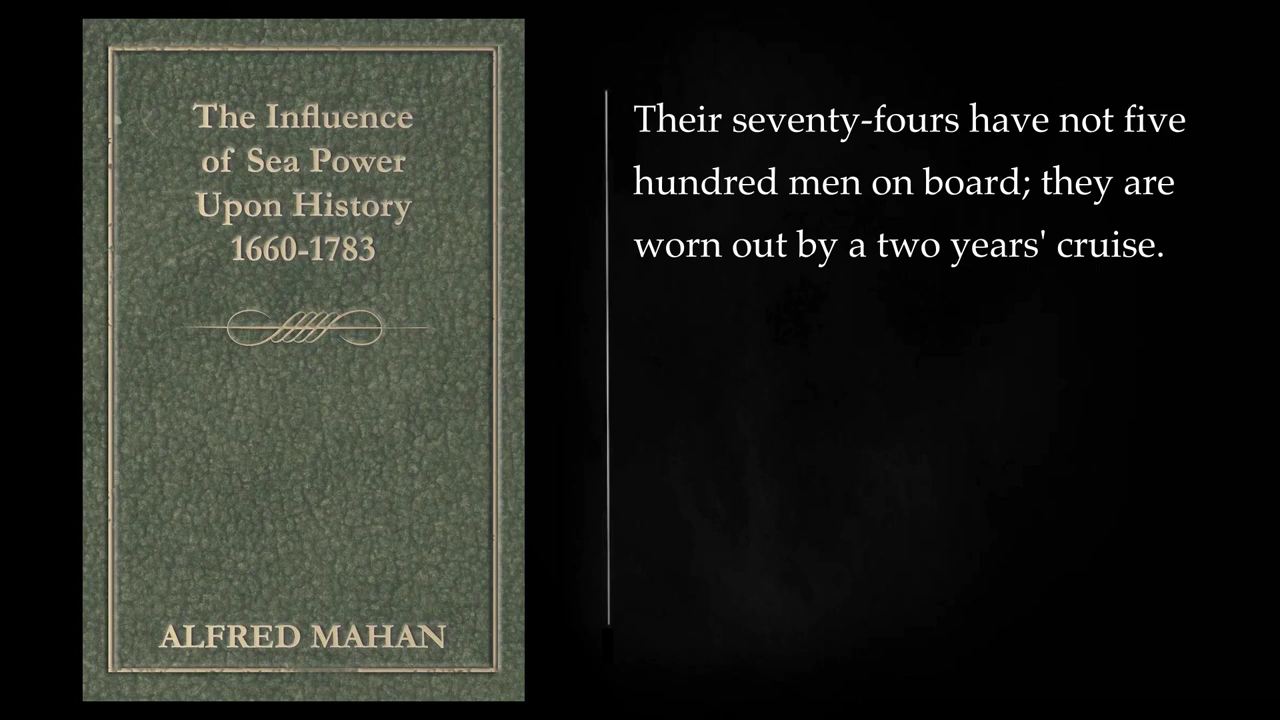 The Influence
of Sea Power
Upon History
1660-1783
ALFRED MAHAN
Their seventy-fours have not five
hundred men on board; they are
worn out by a two years' cruise.